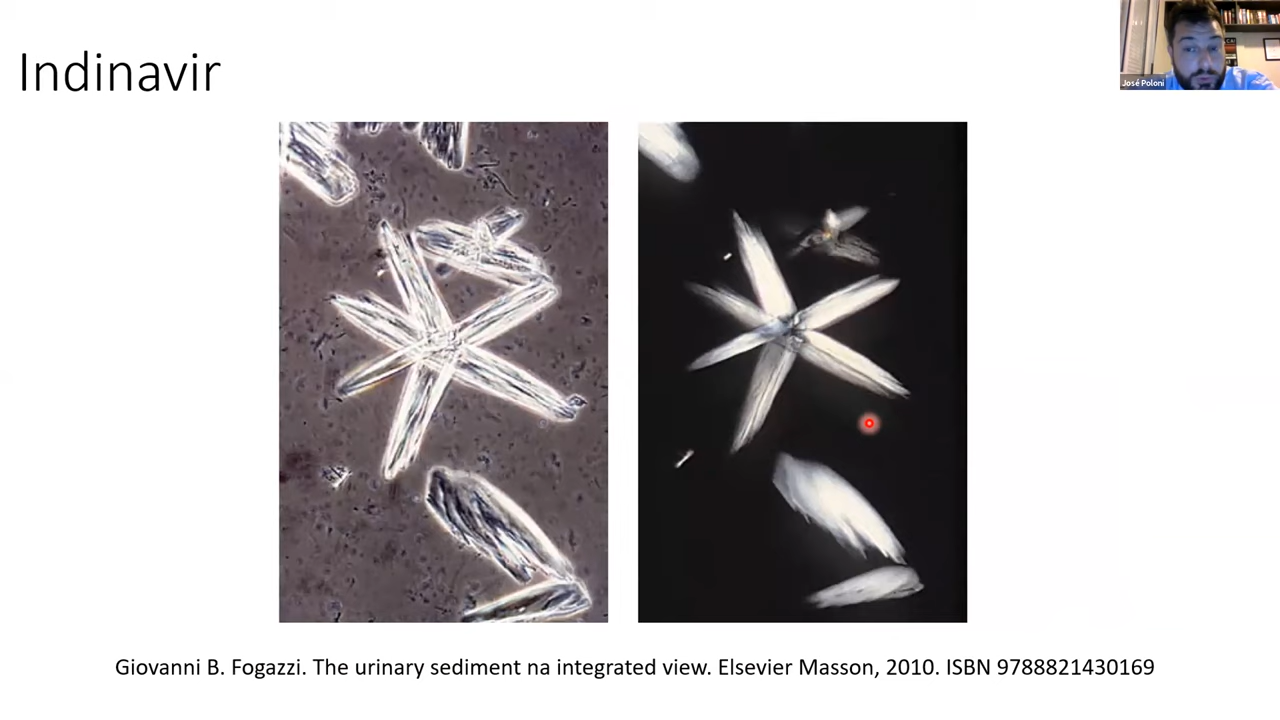 Indinavir
José Poloni
Giovanni B. Fogazzi. The urinary sediment na integrated view. Elsevier Masson, 2010. ISBN 9788821430169